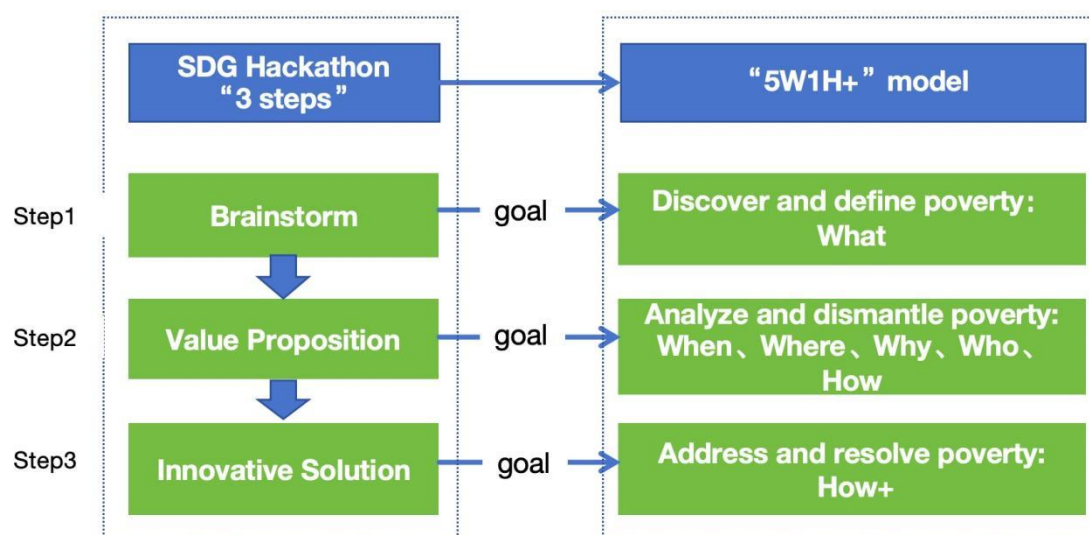 SDG Hackathon
“3 steps”
“5W1H+” model
Step1
Brainstorm
goal
Discover and define poverty：
What
Step2
Value Proposition
goal
Analyze and dismantle poverty:
When、Where、Why、Who、
How
Step3
Innovative Solution
goal
Address and resolve poverty:
How+